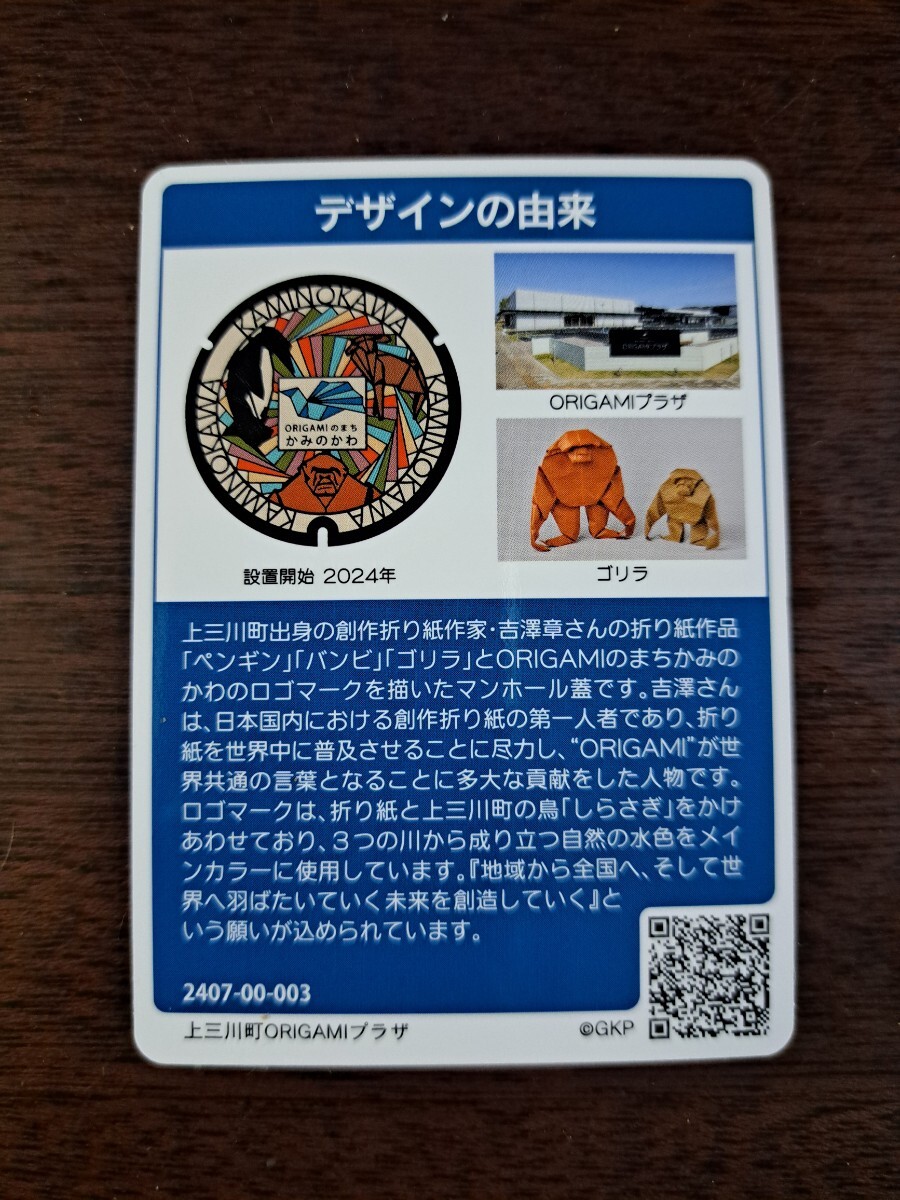 デザインの由来
KAMINOKAWA
KAMINOKAWA
KAMINOKAWA
KAMINOKAWA
KAMINOKAWA
ORIGAMIのまち
かみのかわ
設置開始 2024年
ORIGAMIプラザ
ORIGAMIプラザ
ゴリラ
上三川町出身の創作折り紙作家・吉澤章さんの折り紙作品
「ペンギン」「バンビ」「ゴリラ」とORIGAMIのまちかみの
かわのロゴマークを描いたマンホール蓋です。吉澤さん
は、日本国内における創作折り紙の第一人者であり、折り
紙を世界中に普及させることに尽力し、“ORIGAMI”が世
界共通の言葉となることに多大な貢献をした人物です。
ロゴマークは、折り紙と上三川町の鳥「しらさぎ」をかけ
あわせており、３つの川から成り立つ自然の水色をメイ
ンカラーに使用しています。『地域から全国へ、そして世
界へ羽ばたいていく未来を創造していく』と
いう願いが込められています。
2407-00-003
上三川町ORIGAMIプラザ
©GKP